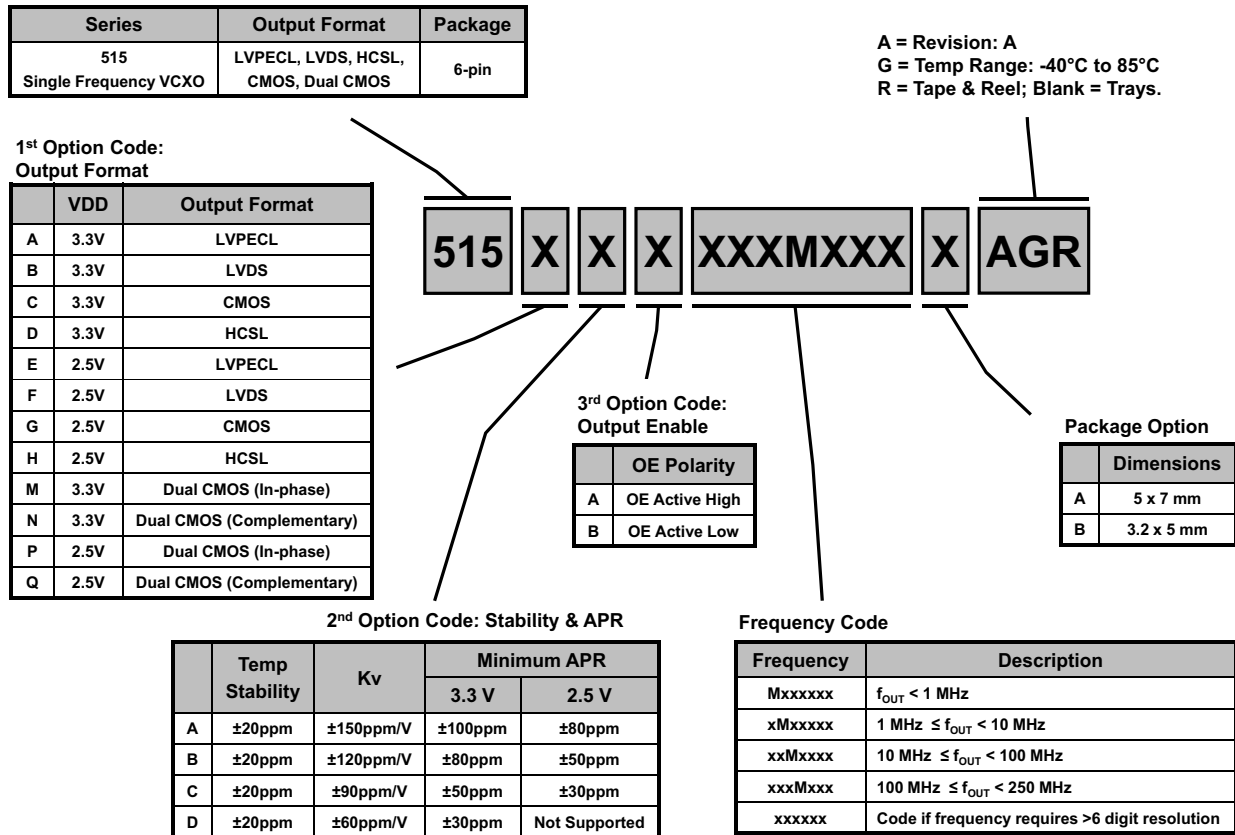 Series Output Format Package
515 Single Frequency VCXO LVPECL, LVDS, HCSL, CMOS, Dual CMOS 6-pin
A = Revision: A
G = Temp Range: -40°C to 85°C
R = Tape & Reel; Blank = Trays.
1st Option Code:
Output Format
VDD Output Format
A 3.3V LVPECL
B 3.3V LVDS
C 3.3V CMOS
D 3.3V HCSL
E 2.5V LVPECL
F 2.5V LVDS
G 2.5V CMOS
H 2.5V HCSL
M 3.3V Dual CMOS (In-phase)
N 3.3V Dual CMOS (Complementary)
P 2.5V Dual CMOS (In-phase)
Q 2.5V Dual CMOS (Complementary)
515 X X X XXXMXXX X AGR
3rd Option Code:
Output Enable
OE Polarity
A OE Active High
B OE Active Low
Package Option
Dimensions
A 5 x 7 mm
B 3.2 x 5 mm
2nd Option Code: Stability & APR
Temp Stability Kv Minimum APR
3.3 V 2.5 V
A ±20ppm ±150ppm/V ±100ppm ±80ppm
B ±20ppm ±120ppm/V ±80ppm ±50ppm
C ±20ppm ±90ppm/V ±50ppm ±30ppm
D ±20ppm ±60ppm/V ±30ppm Not Supported
Frequency Code
Frequency Description
Mxxxxxx fOUT < 1 MHz
xMxxxxx 1 MHz ≤ fOUT < 10 MHz
xxMxxxx 10 MHz ≤ fOUT < 100 MHz
xxxMxxx 100 MHz ≤ fOUT < 250 MHz
xxxxxx Code if frequency requires >6 digit resolution